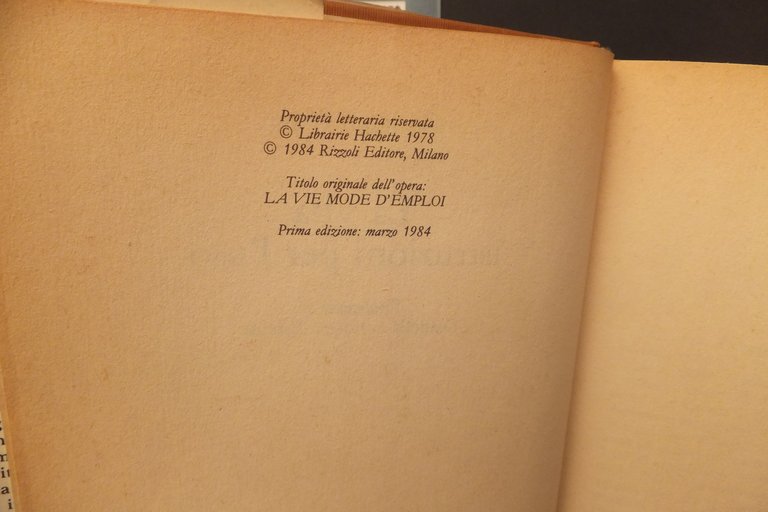 Proprietà letteraria riservata
© Librairie Hachette 1978
© 1984 Rizzoli Editore, Milano
Titolo originale dell'opera:
LA VIE MODE D'EMPLOI
Prima edizione: marzo 1984